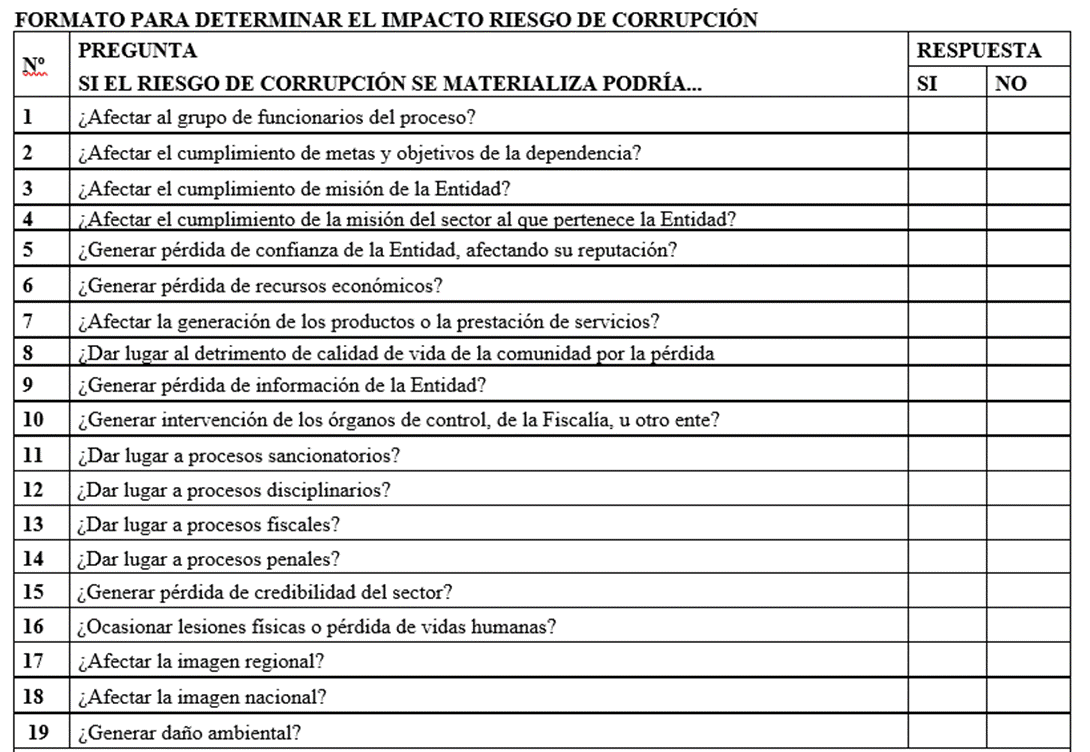 FORMATO PARA DETERMINAR EL IMPACTO RIESGO DE CORRUPCIÓN
Nº PREGUNTA RESPUESTA
SI EL RIESGO DE CORRUPCIÓN SE MATERIALIZA PODRÍA... SI NO
1 ¿Afectar al grupo de funcionarios del proceso?
2 ¿Afectar el cumplimiento de metas y objetivos de la dependencia?
3 ¿Afectar el cumplimiento de misión de la Entidad?
4 ¿Afectar el cumplimiento de la misión del sector al que pertenece la Entidad?
5 ¿Generar pérdida de confianza de la Entidad, afectando su reputación?
6 ¿Generar pérdida de recursos económicos?
7 ¿Afectar la generación de los productos o la prestación de servicios?
8 ¿Dar lugar al detrimento de calidad de vida de la comunidad por la pérdida
9 ¿Generar pérdida de información de la Entidad?
10 ¿Generar intervención de los órganos de control, de la Fiscalía, u otro ente?
11 ¿Dar lugar a procesos sancionatorios?
12 ¿Dar lugar a procesos disciplinarios?
13 ¿Dar lugar a procesos fiscales?
14 ¿Dar lugar a procesos penales?
15 ¿Generar pérdida de credibilidad del sector?
16 ¿Ocasionar lesiones físicas o pérdida de vidas humanas?
17 ¿Afectar la imagen regional?
18 ¿Afectar la imagen nacional?
19 ¿Generar daño ambiental?